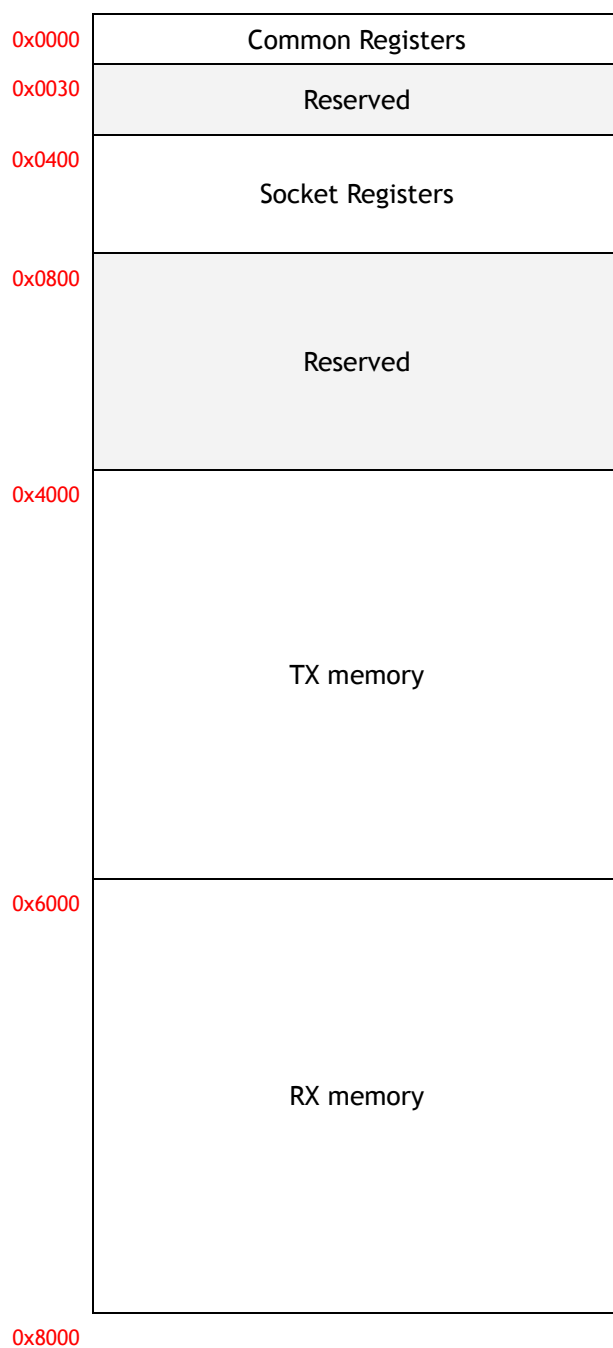 0x0000
Common Registers
0x0030
Reserved
0x0400
Socket Registers
0x0800
Reserved
0x4000
TX memory
0x6000
RX memory
0x8000